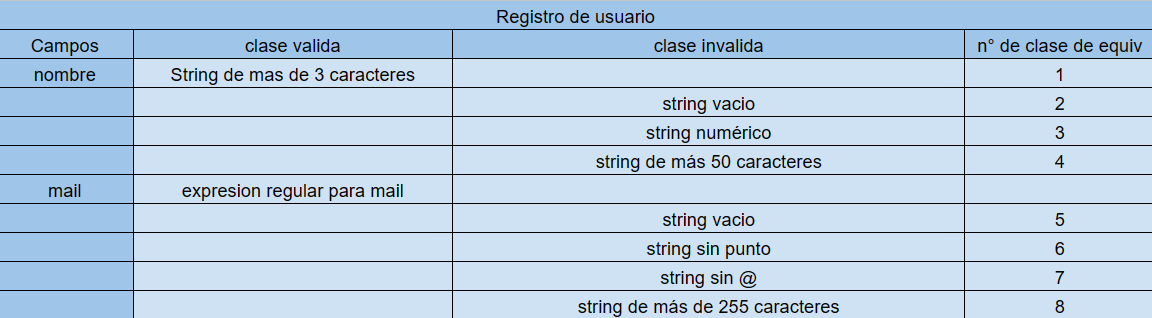 Registro de usuario
Campos clase valida clase invalida n° de clase de equiv
nombre String de mas de 3 caracteres 1
string vacio 2
string numérico 3
string de más 50 caracteres 4
mail expresion regular para mail
string vacio 5
string sin punto 6
string sin @ 7
string de más de 255 caracteres 8